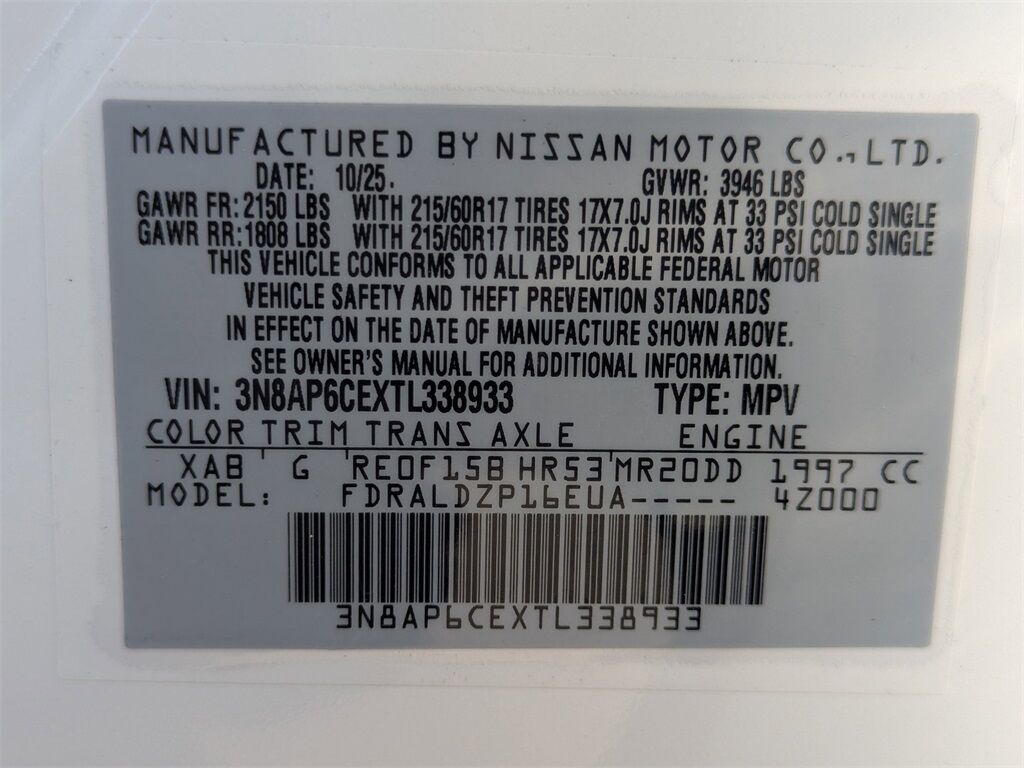 MANUFACTURED BY NISSAN MOTOR CO.,LTD.
DATE: 10/25. GVWR: 3946 LBS
GAWR FR: 2150 LBS WITH 215/60R17 TIRES 17X7.0J RIMS AT 33 PSI COLD SINGLE
GAWR RR: 1808 LBS WITH 215/60R17 TIRES 17X7.0J RIMS AT 33 PSI COLD SINGLE
THIS VEHICLE CONFORMS TO ALL APPLICABLE FEDERAL MOTOR
VEHICLE SAFETY AND THEFT PREVENTION STANDARDS
IN EFFECT ON THE DATE OF MANUFACTURE SHOWN ABOVE.
SEE OWNER'S MANUAL FOR ADDITIONAL INFORMATION.
VIN: 3N8AP6CEXTL338933 TYPE: MPV
COLOR TRIM TRANS AXLE ENGINE
XAB G RE0F15B HR53 MR20DD 1997 CC
MODEL: FDRALDZP16EUA----- 4Z000
3N8AP6CEXTL338933